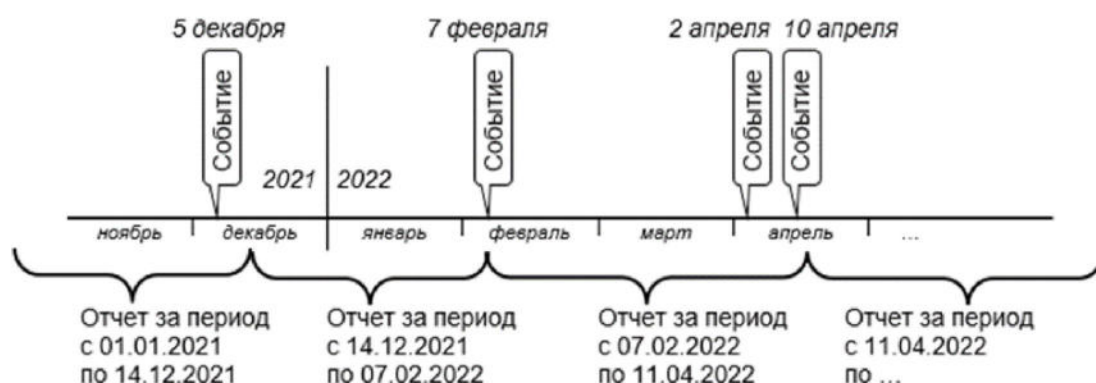 5 декабря 7 февраля 2 апреля 10 апреля
Событие Событие Событие Событие
2021 2022
ноябрь декабрь январь февраль март апрель ...
Отчет за период Отчет за период Отчет за период Отчет за период
с 01.01.2021 с 14.12.2021 с 07.02.2022 с 11.04.2022
по 14.12.2021 по 07.02.2022 по 11.04.2022 по ...